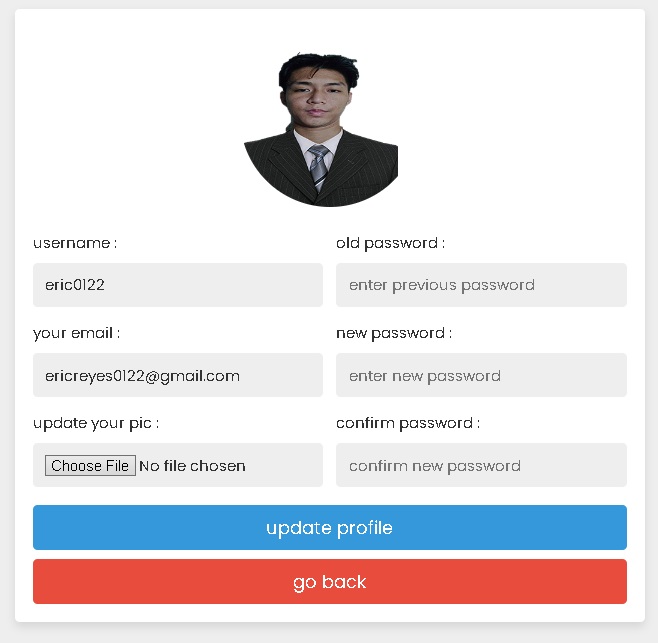 username :
eric0122
your email :
ericreyes0122@gmail.com
update your pic :
Choose File No file chosen
old password :
enter previous password
new password :
enter new password
confirm password :
confirm new password
update profile
go back